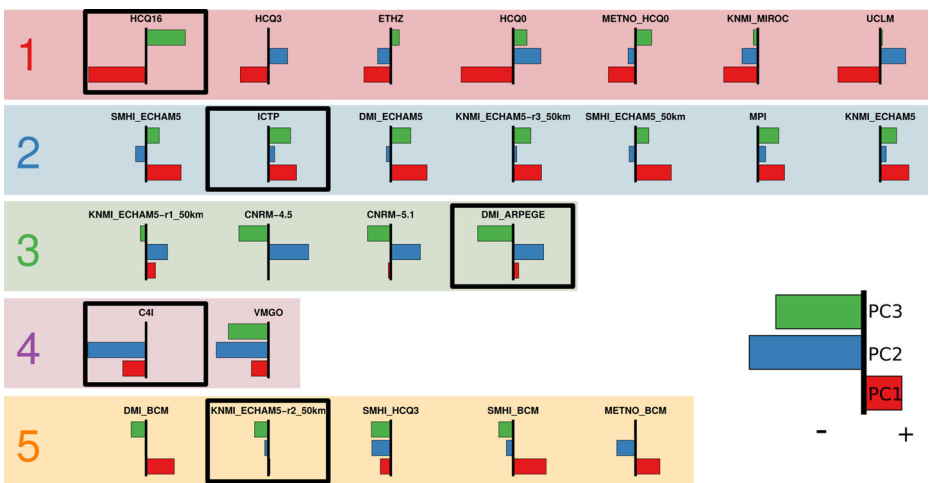 1
HCQ16 HCQ3 ETHZ HCQ0 METNO_HCQ0 KNMI_MIROC UCLM
2
SMHI_ECHAM5 ICTP DMI_ECHAM5 KNMI_ECHAM5-r3_50km SMHI_ECHAM5_50km MPI KNMI_ECHAM5
3
KNMI_ECHAM5-r1_50km CNRM-4.5 CNRM-5.1 DMI_ARPEGE
4
C4I VMGO
5
DMI_BCM KNMI_ECHAM5-r2_50km SMHI_HCQ3 SMHI_BCM METNO_BCM
PC3
PC2
PC1
- +